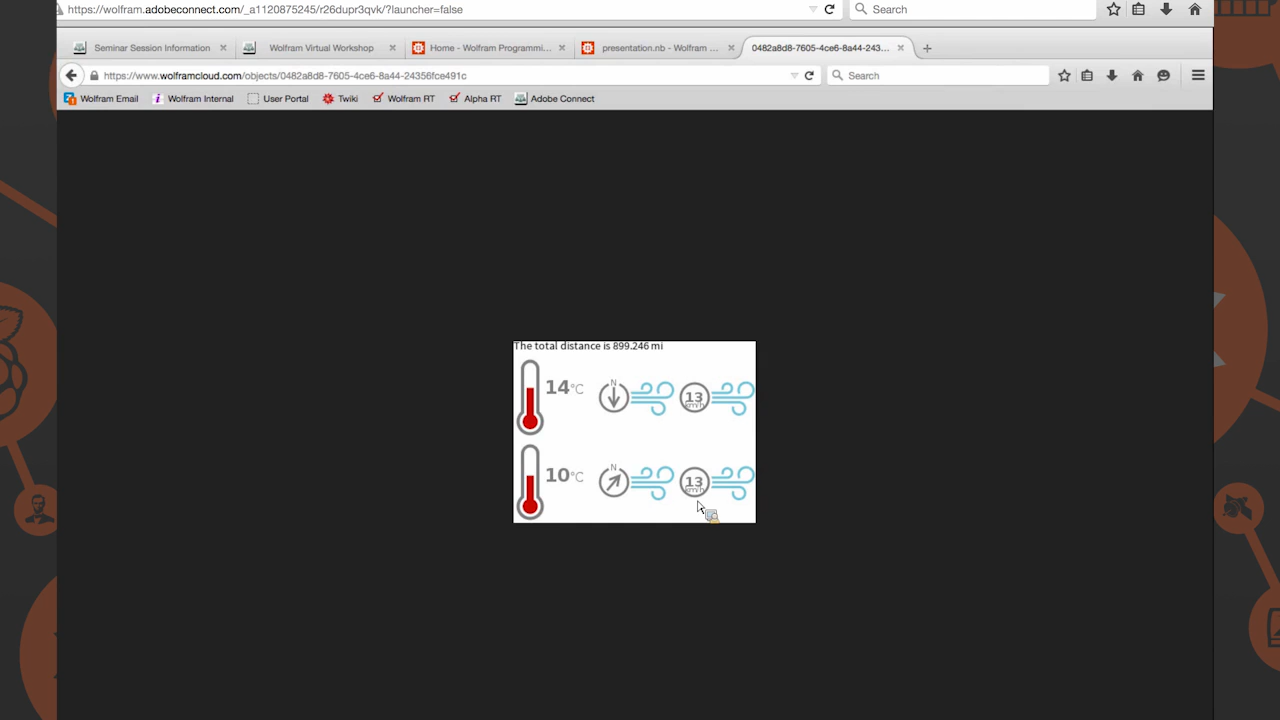 https://wolfram.adobeconnect.com/_a1120875245/r26dupr3qvk/?launcher=false
Search
Seminar Session Information
Wolfram Virtual Workshop
Home - Wolfram Programmi...
presentation.nb - Wolfram ...
0482a8d8-7605-4ce6-8a44-243...
https://www.wolframcloud.com/objects/0482a8d8-7605-4ce6-8a44-24356fce491c
Search
Wolfram Email
Wolfram Internal
User Portal
Twiki
Wolfram RT
Alpha RT
Adobe Connect
The total distance is 899.246 mi
14°C
N
13
km/h
10°C
N
13
km/h